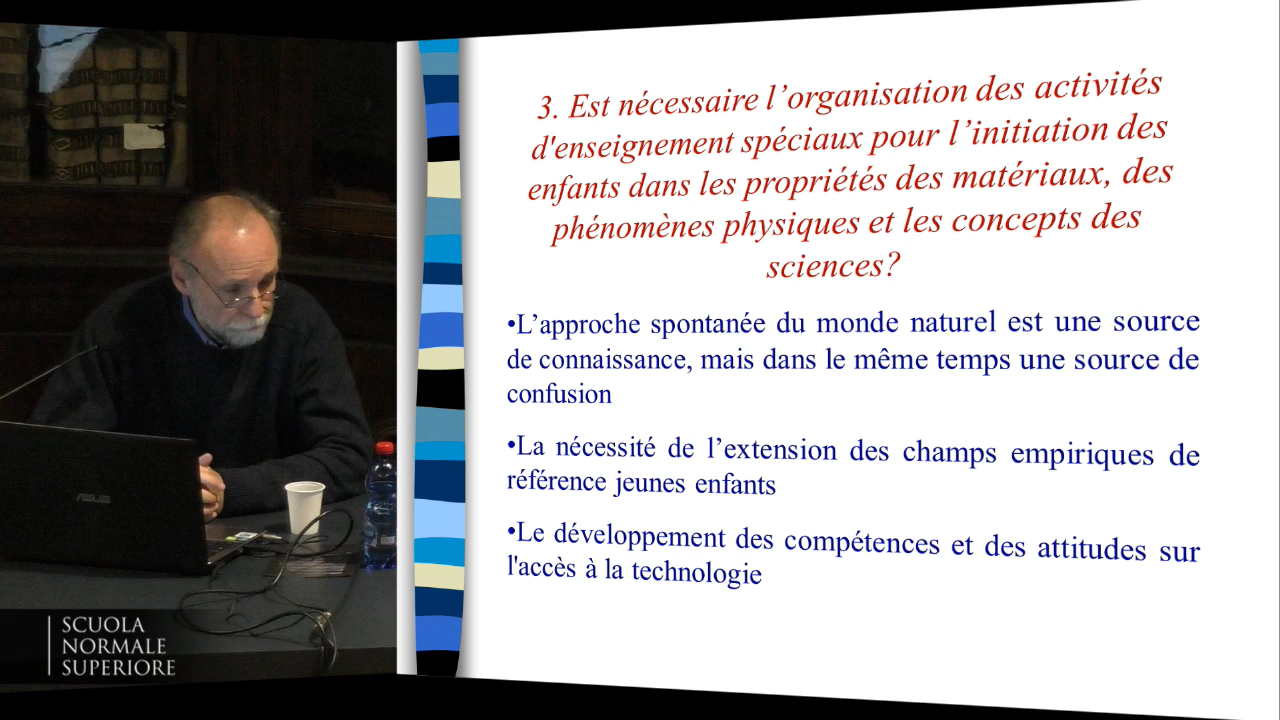 3. Est nécessaire l’organisation des activités
d'enseignement spéciaux pour l’initiation des
enfants dans les propriétés des matériaux, des
phénomènes physiques et les concepts des
sciences?
•L’approche spontanée du monde naturel est une source
de connaissance, mais dans le même temps une source de
confusion
•La nécessité de l’extension des champs empiriques de
référence jeunes enfants
•Le développement des compétences et des attitudes sur
l'accès à la technologie
ASUS
SCUOLA
NORMALE
SUPERIORE